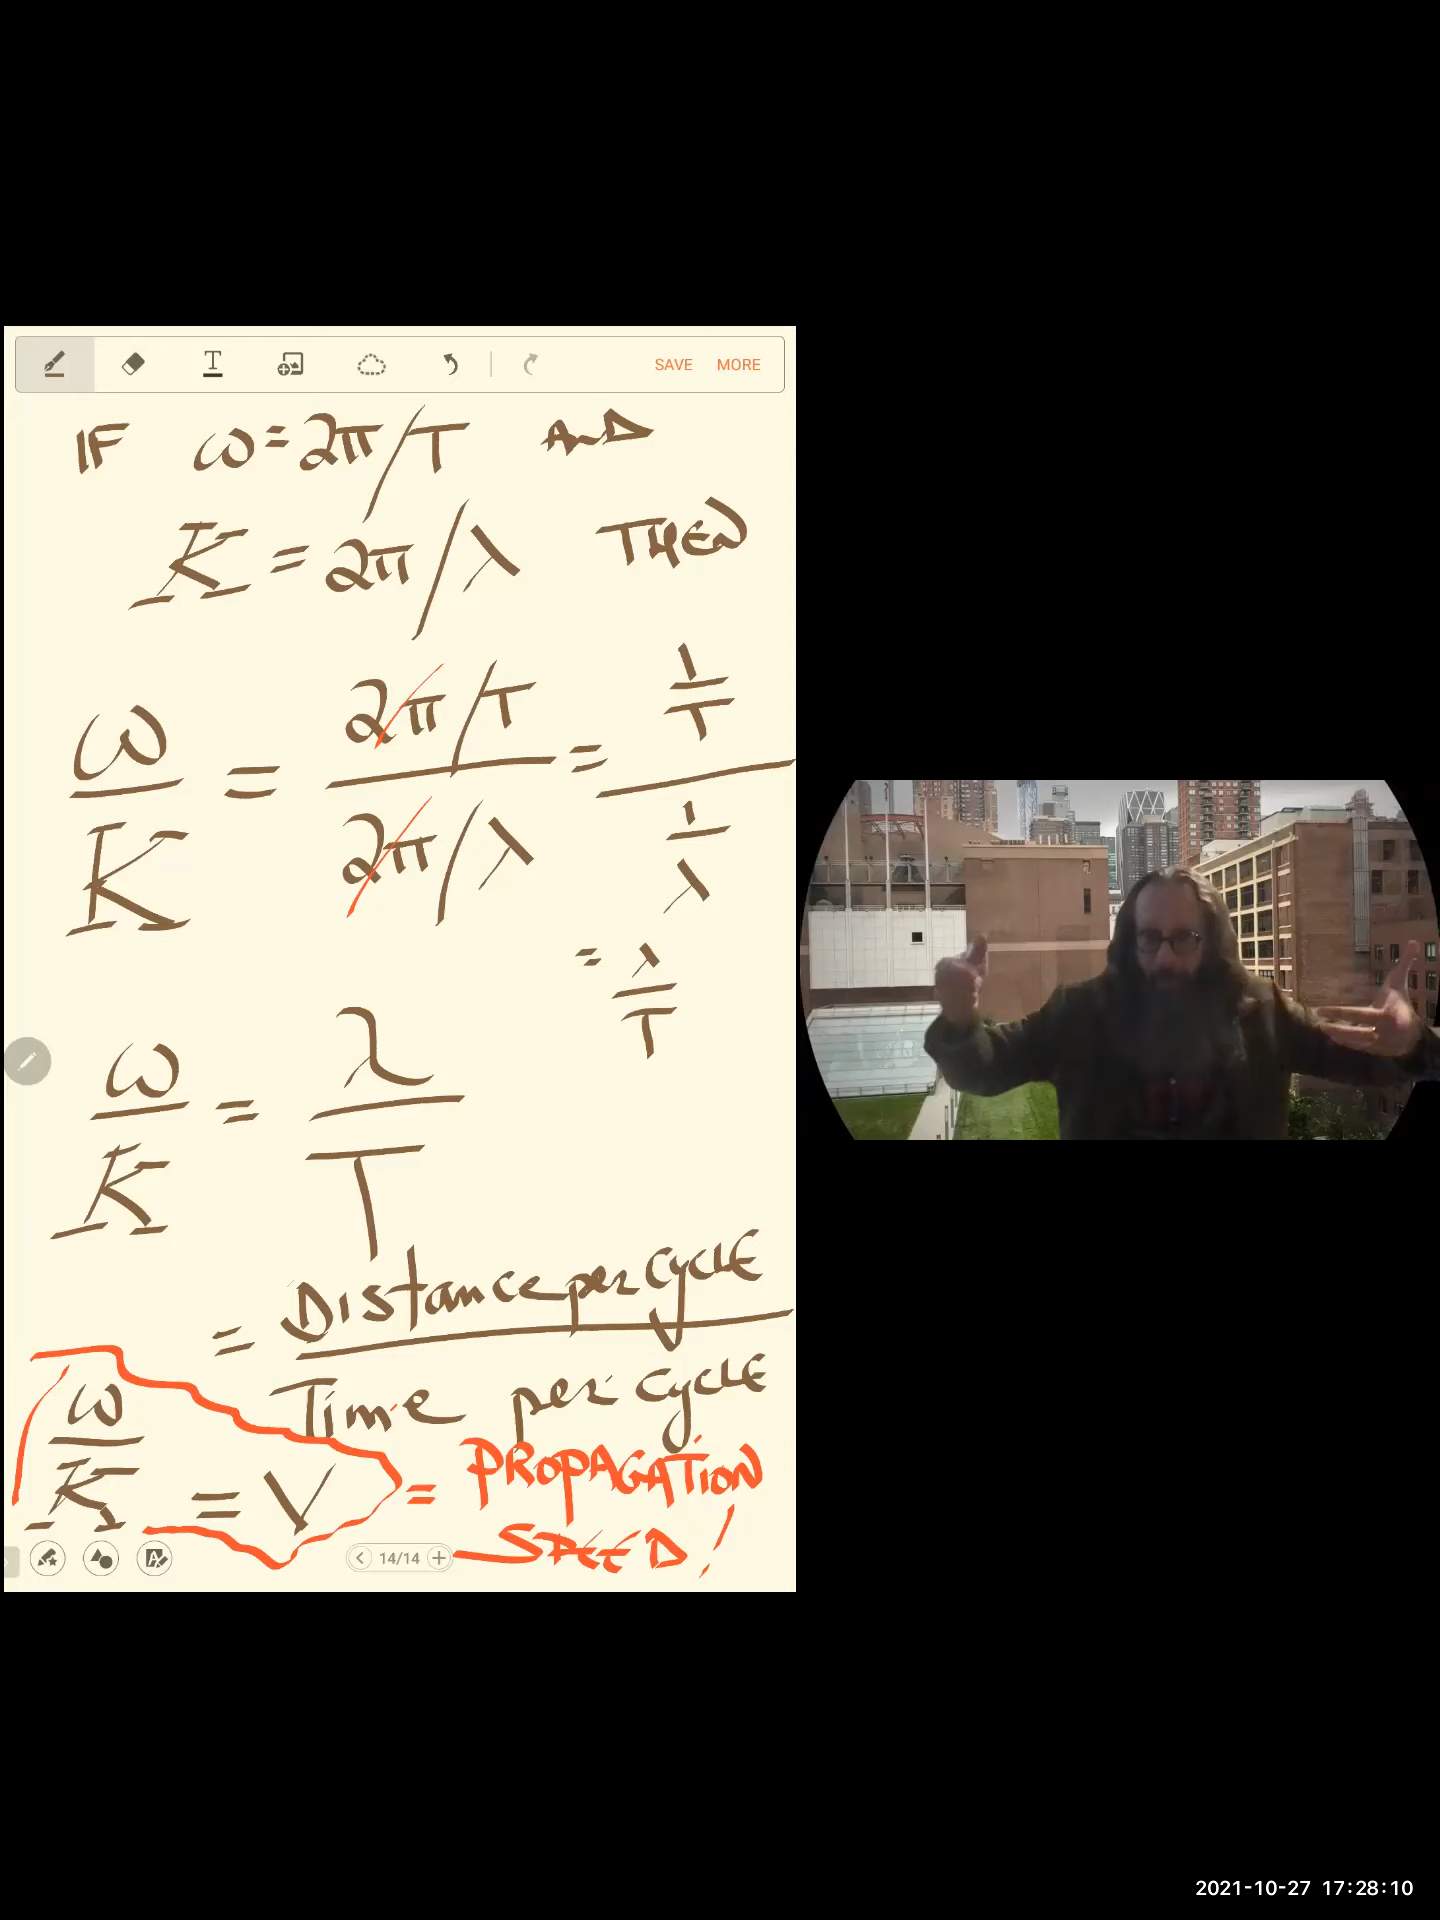 SAVE MORE
IF ω=2π/T AND
K = 2π/λ THEN
ω/K = (2π/T)/(2π/λ) = (1/T)/(1/λ)
= λ/T
ω/K = λ/T
= Distance per cycle
Time per cycle
ω/K = V = PROPAGATION
SPEED!
14/14
2021-10-27 17:28:10